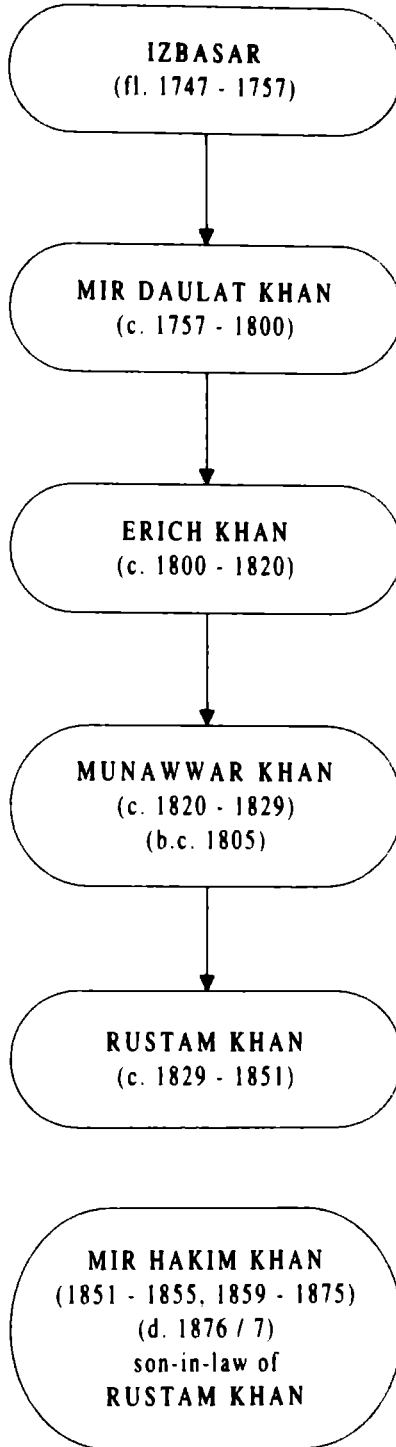 IZBASAR
(fl. 1747 - 1757)
MIR DAULAT KHAN
(c. 1757 - 1800)
ERICH KHAN
(c. 1800 - 1820)
MUNAWWAR KHAN
(c. 1820 - 1829)
(b.c. 1805)
RUSTAM KHAN
(c. 1829 - 1851)
MIR HAKIM KHAN
(1851 - 1855, 1859 - 1875)
(d. 1876 / 7)
son-in-law of
RUSTAM KHAN